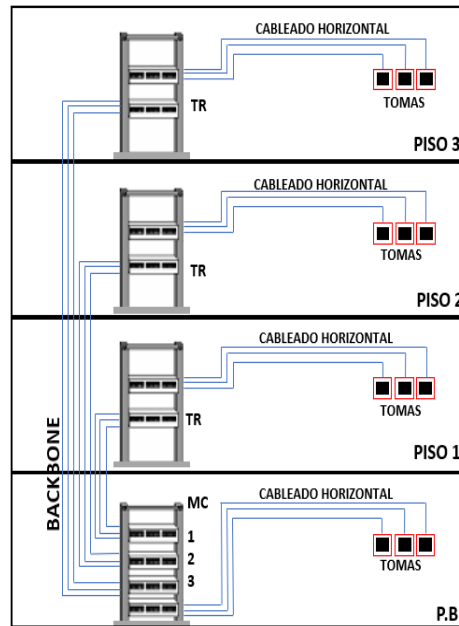 CABLEADO HORIZONTAL
TR
TOMAS
PISO 3
CABLEADO HORIZONTAL
TR
TOMAS
PISO 2
CABLEADO HORIZONTAL
TR
TOMAS
PISO 1
BACKBONE
MC
CABLEADO HORIZONTAL
1
2
3
TOMAS
P.B